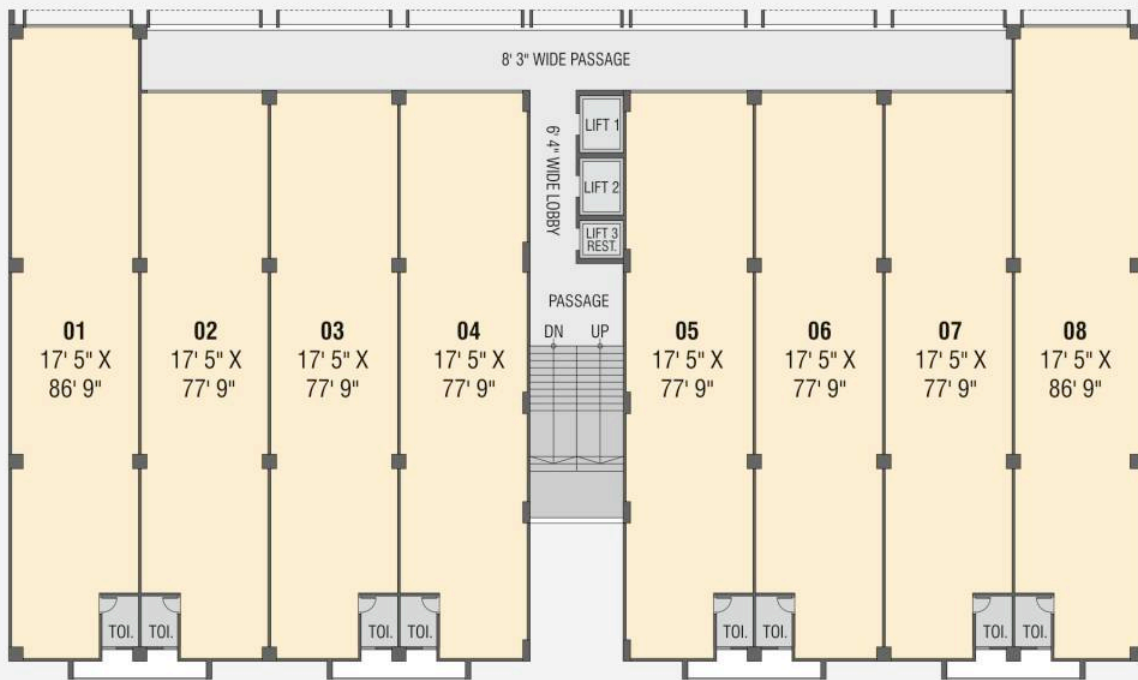 8' 3" WIDE PASSAGE
6' 4" WIDE LOBBY
LIFT 1
LIFT 2
LIFT 3
REST.
PASSAGE
DN UP
01
17' 5" X
86' 9"
02
17' 5" X
77' 9"
03
17' 5" X
77' 9"
04
17' 5" X
77' 9"
05
17' 5" X
77' 9"
06
17' 5" X
77' 9"
07
17' 5" X
77' 9"
08
17' 5" X
86' 9"
TOI. TOI. TOI. TOI. TOI. TOI. TOI. TOI.